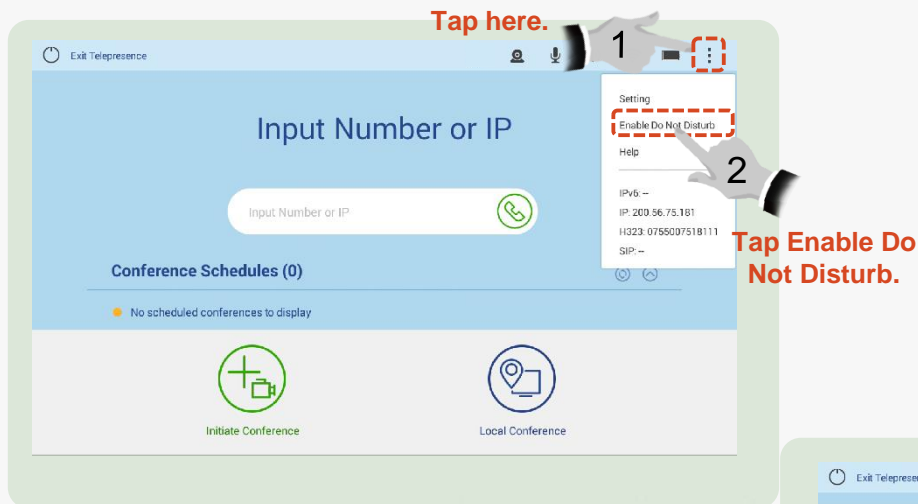 Tap here.
1
Exit Telepresence
Setting
Input Number or IP
Enable Do Not Disturb
Help
2
IPv6: --
Input Number or IP
IP: 200.56.75.181
H323: 0755007518111
Tap Enable Do
SIP: --
Not Disturb.
Conference Schedules (0)
No scheduled conferences to display
Initiate Conference
Local Conference
Exit Telepres